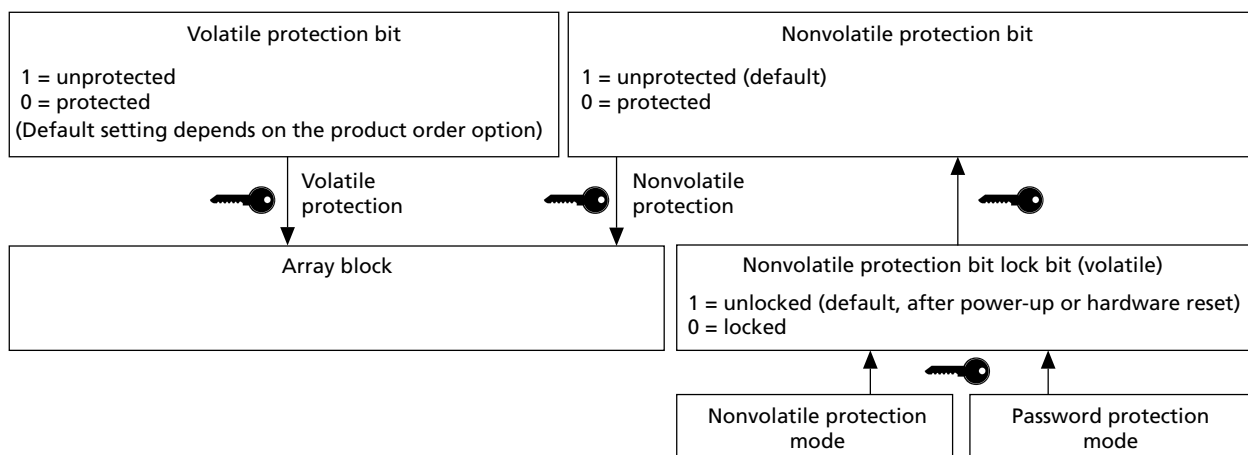 Volatile protection bit
1 = unprotected
0 = protected
(Default setting depends on the product order option)
Nonvolatile protection bit
1 = unprotected (default)
0 = protected
Volatile
protection
Nonvolatile
protection
Array block
Nonvolatile protection bit lock bit (volatile)
1 = unlocked (default, after power-up or hardware reset)
0 = locked
Nonvolatile protection
mode
Password protection
mode